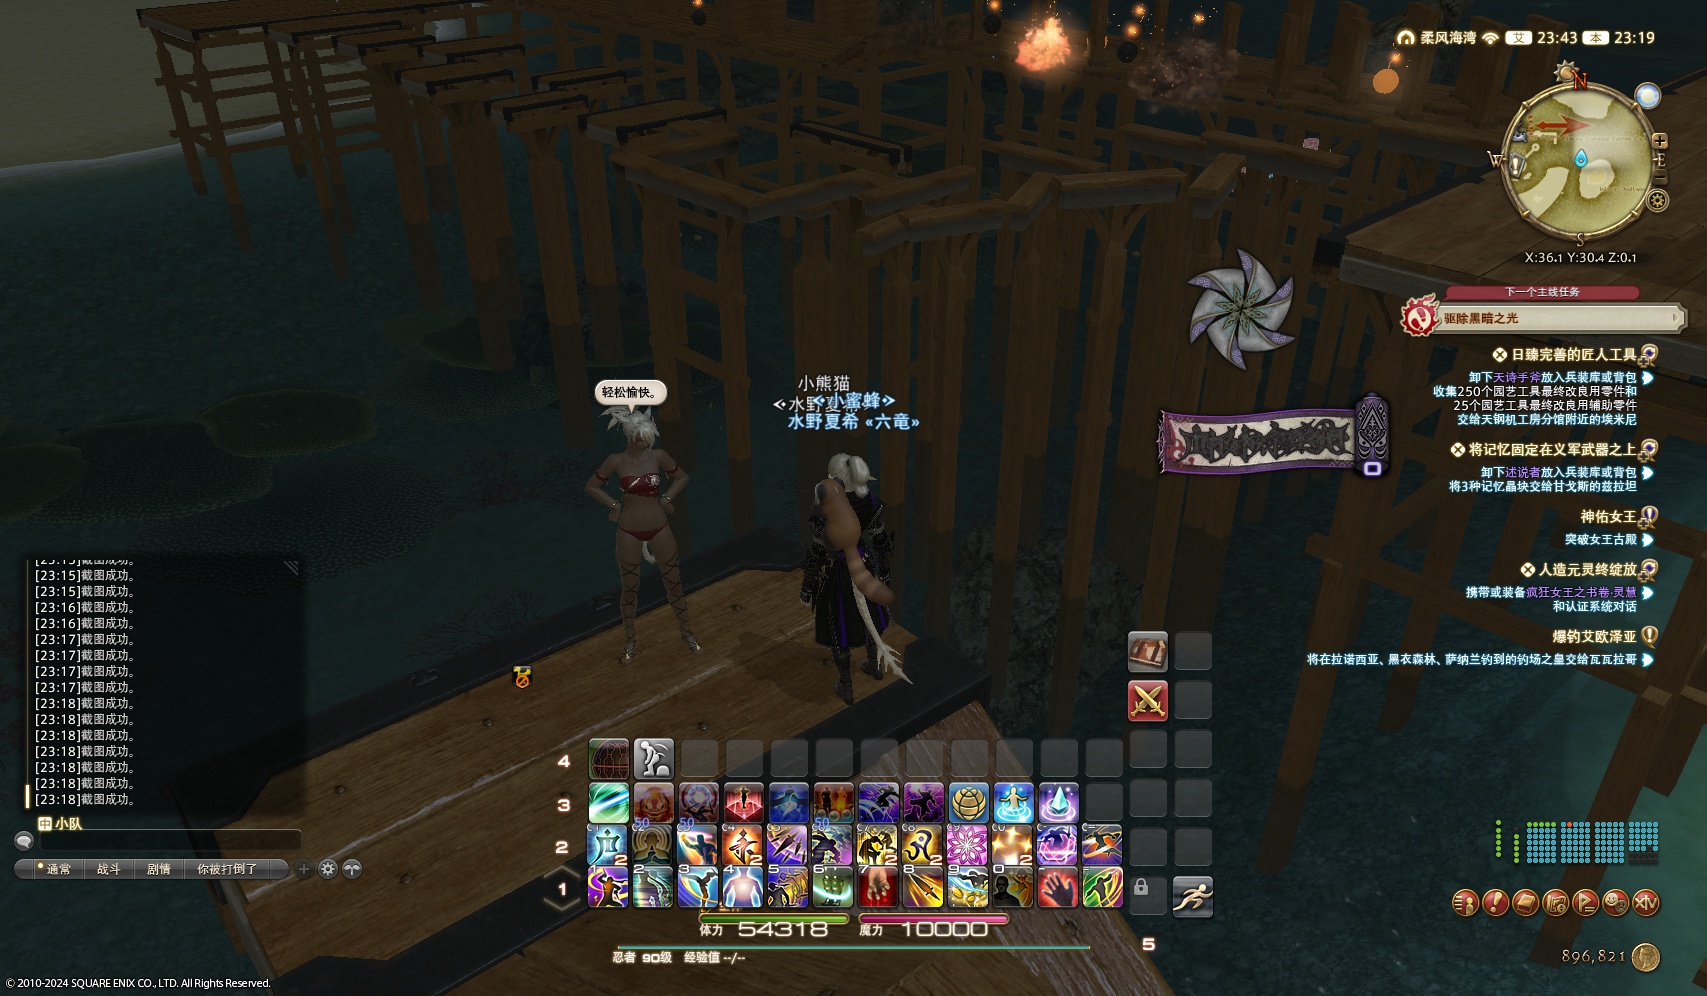 柔风海湾 艾 23:43 本 23:19
N
W
E
S
X:36.1 Y:30.4 Z:0.1
下一个主线任务
驱除黑暗之光
日臻完善的匠人工具
卸下天诗手斧放入兵装库或背包
收集250个园艺工具最终改良用零件和
25个园艺工具最终改良用辅助零件
交给天钢机工房分馆附近的埃米尼
将记忆固定在义军武器之上
卸下述说者放入兵装库或背包
将3种记忆晶块交给甘戈斯的兹拉坦
神佑女王
突破女王古殿
人造元灵终绽放
携带或装备疯狂女王之书卷·灵慧
和认证系统对话
爆钓艾欧泽亚
将在拉诺西亚、黑衣森林、萨纳兰钓到的钓场之皇交给瓦瓦拉哥
轻松愉快。
小熊猫
小蜜蜂
水野夏希 «六竜»
[23:15]截图成功。
[23:15]截图成功。
[23:15]截图成功。
[23:16]截图成功。
[23:16]截图成功。
[23:17]截图成功。
[23:17]截图成功。
[23:17]截图成功。
[23:17]截图成功。
[23:18]截图成功。
[23:18]截图成功。
[23:18]截图成功。
[23:18]截图成功。
[23:18]截图成功。
[23:18]截图成功。
[23:18]截图成功。
中 小队
通常 战斗 剧情 你被打倒了
4
3
2
1
体力 54318 魔力 10000
忍者 90级 经验值 --/--
5
896,821
© 2010-2024 SQUARE ENIX CO., LTD. All Rights Reserved.